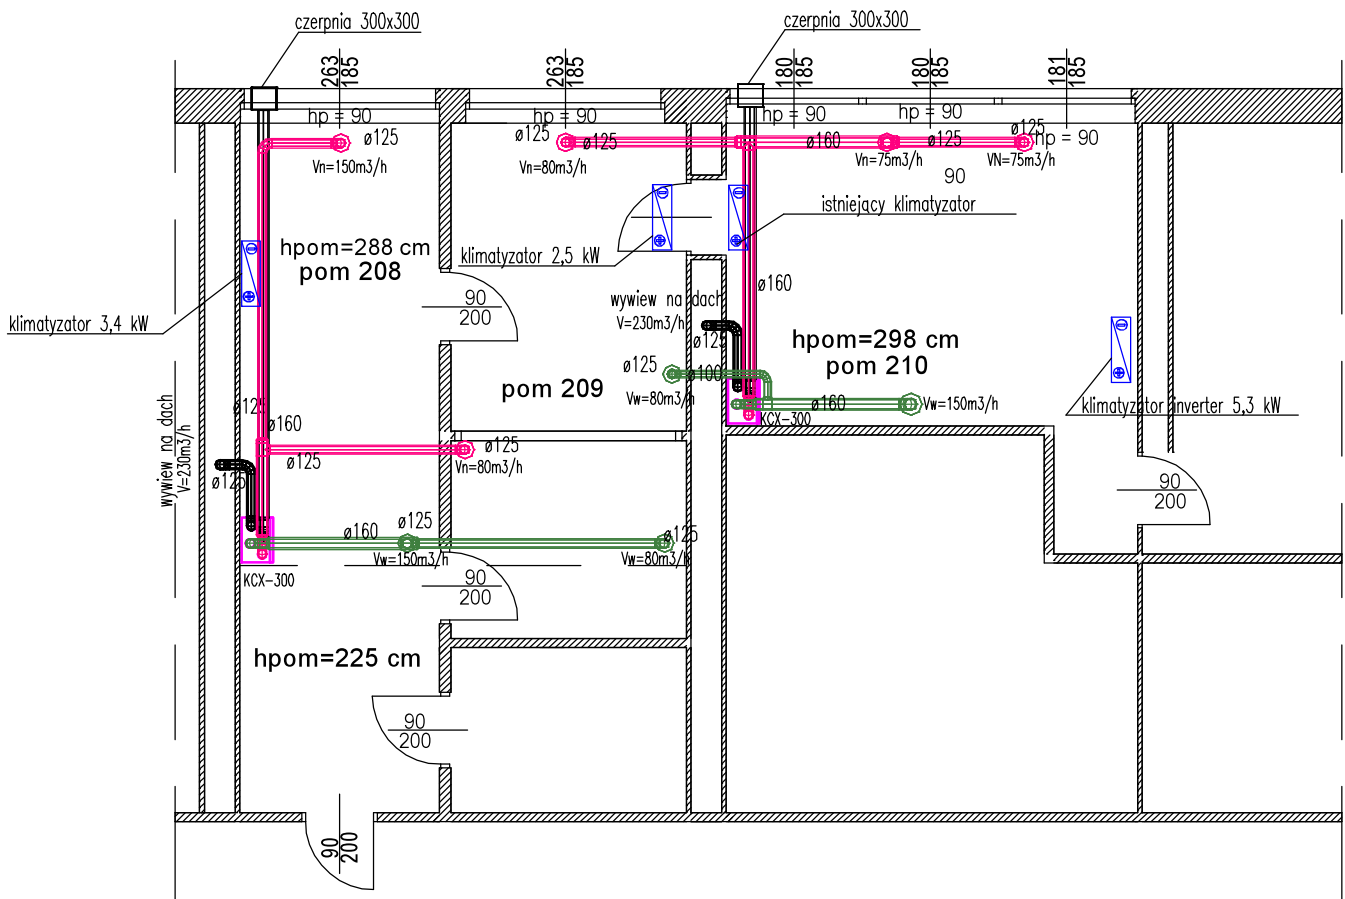 czerpnia 300x300
czerpnia 300x300
263
185
263
185
180
185
180
185
181
185
hp = 90
hp = 90
hp = 90
hp = 90
hp = 90
ø125
ø125
ø125
ø160
ø125
ø125
Vn=150m3/h
Vn=80m3/h
Vn=75m3/h
VN=75m3/h
90
istniejący klimatyzator
hpom=288 cm
pom 208
klimatyzator 2,5 kW
ø160
klimatyzator 3,4 kW
90
200
wywiew na dach
V=230m3/h
ø125
hpom=298 cm
pom 210
ø125
ø100
pom 209
Vw=80m3/h
ø160
Vw=150m3/h
KCX-300
klimatyzator inverter 5,3 kW
wywiew na dach
V=230m3/h
ø125
ø160
ø125
ø125
Vn=80m3/h
ø125
90
200
ø160
ø125
ø125
Vw=150m3/h
Vw=80m3/h
KCX-300
90
200
hpom=225 cm
90
200
90
200